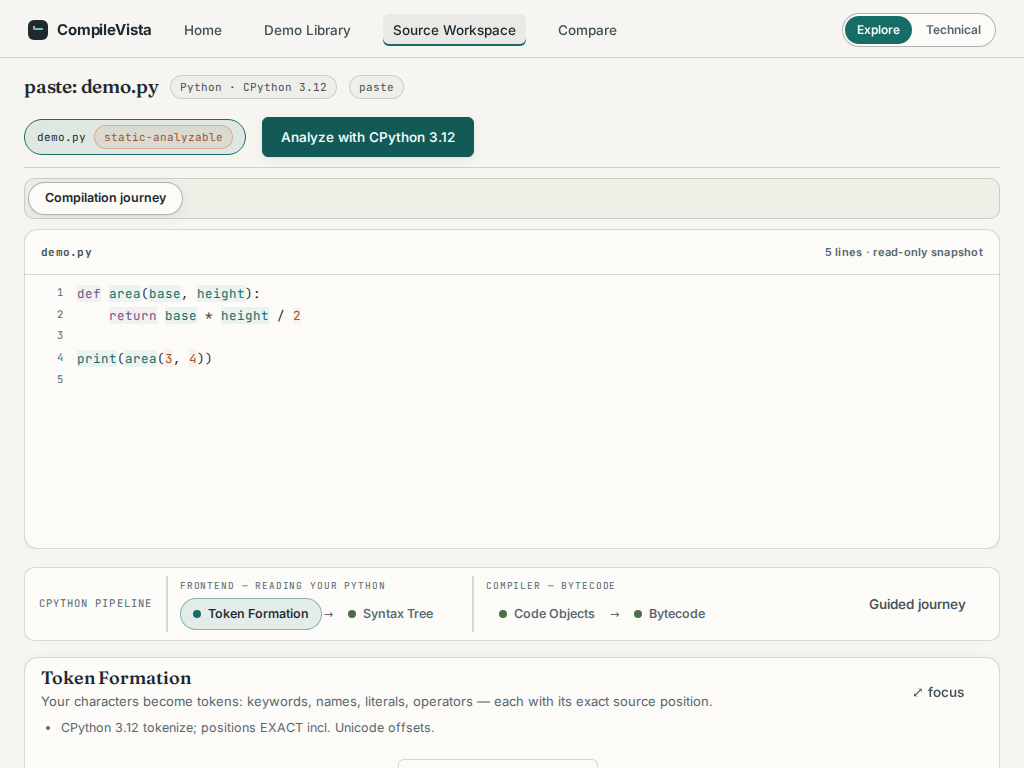 CompileVista Home Demo Library Source Workspace Compare Explore Technical
paste: demo.py Python · CPython 3.12 paste
demo.py static-analyzable Analyze with CPython 3.12
Compilation journey
demo.py 5 lines · read-only snapshot
1 def area(base, height):
2     return base * height / 2
3
4 print(area(3, 4))
5
CPYTHON PIPELINE
FRONTEND — READING YOUR PYTHON
Token Formation → Syntax Tree
COMPILER — BYTECODE
Code Objects → Bytecode
Guided journey
Token Formation
Your characters become tokens: keywords, names, literals, operators — each with its exact source position.
⤢ focus
• CPython 3.12 tokenize; positions EXACT incl. Unicode offsets.